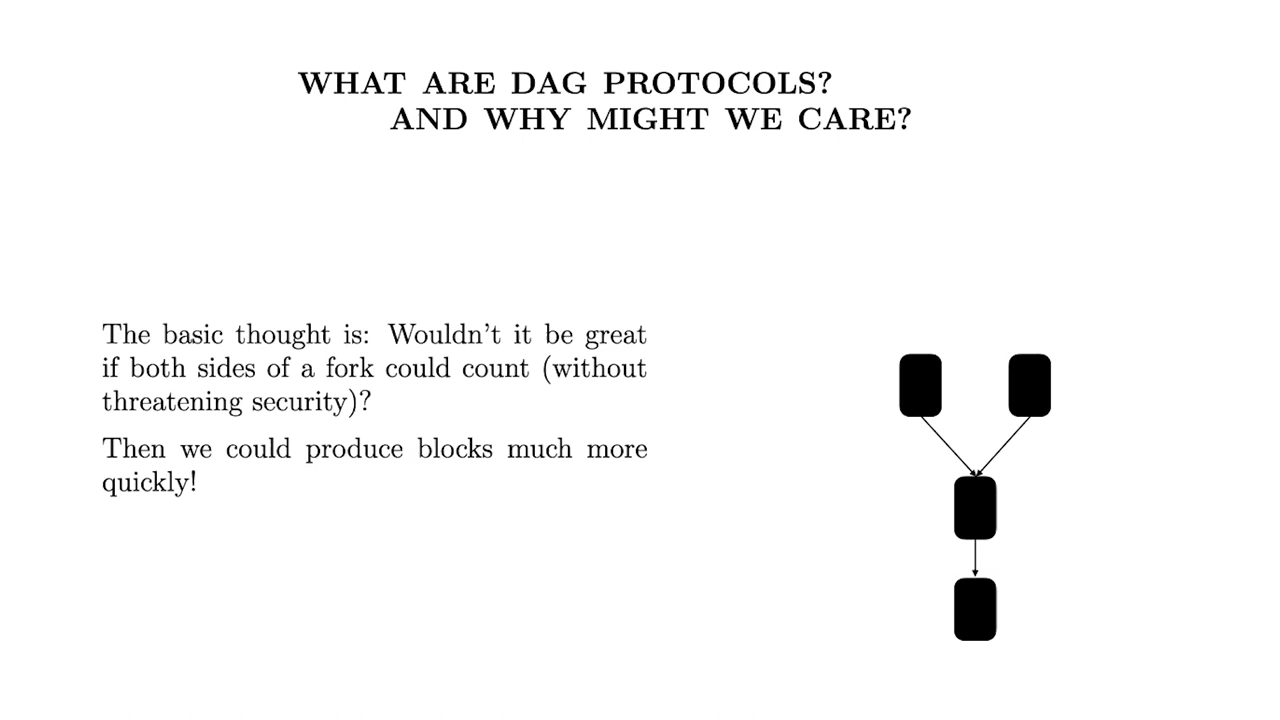 WHAT ARE DAG PROTOCOLS?
AND WHY MIGHT WE CARE?
The basic thought is: Wouldn't it be great
if both sides of a fork could count (without
threatening security)?
Then we could produce blocks much more
quickly!